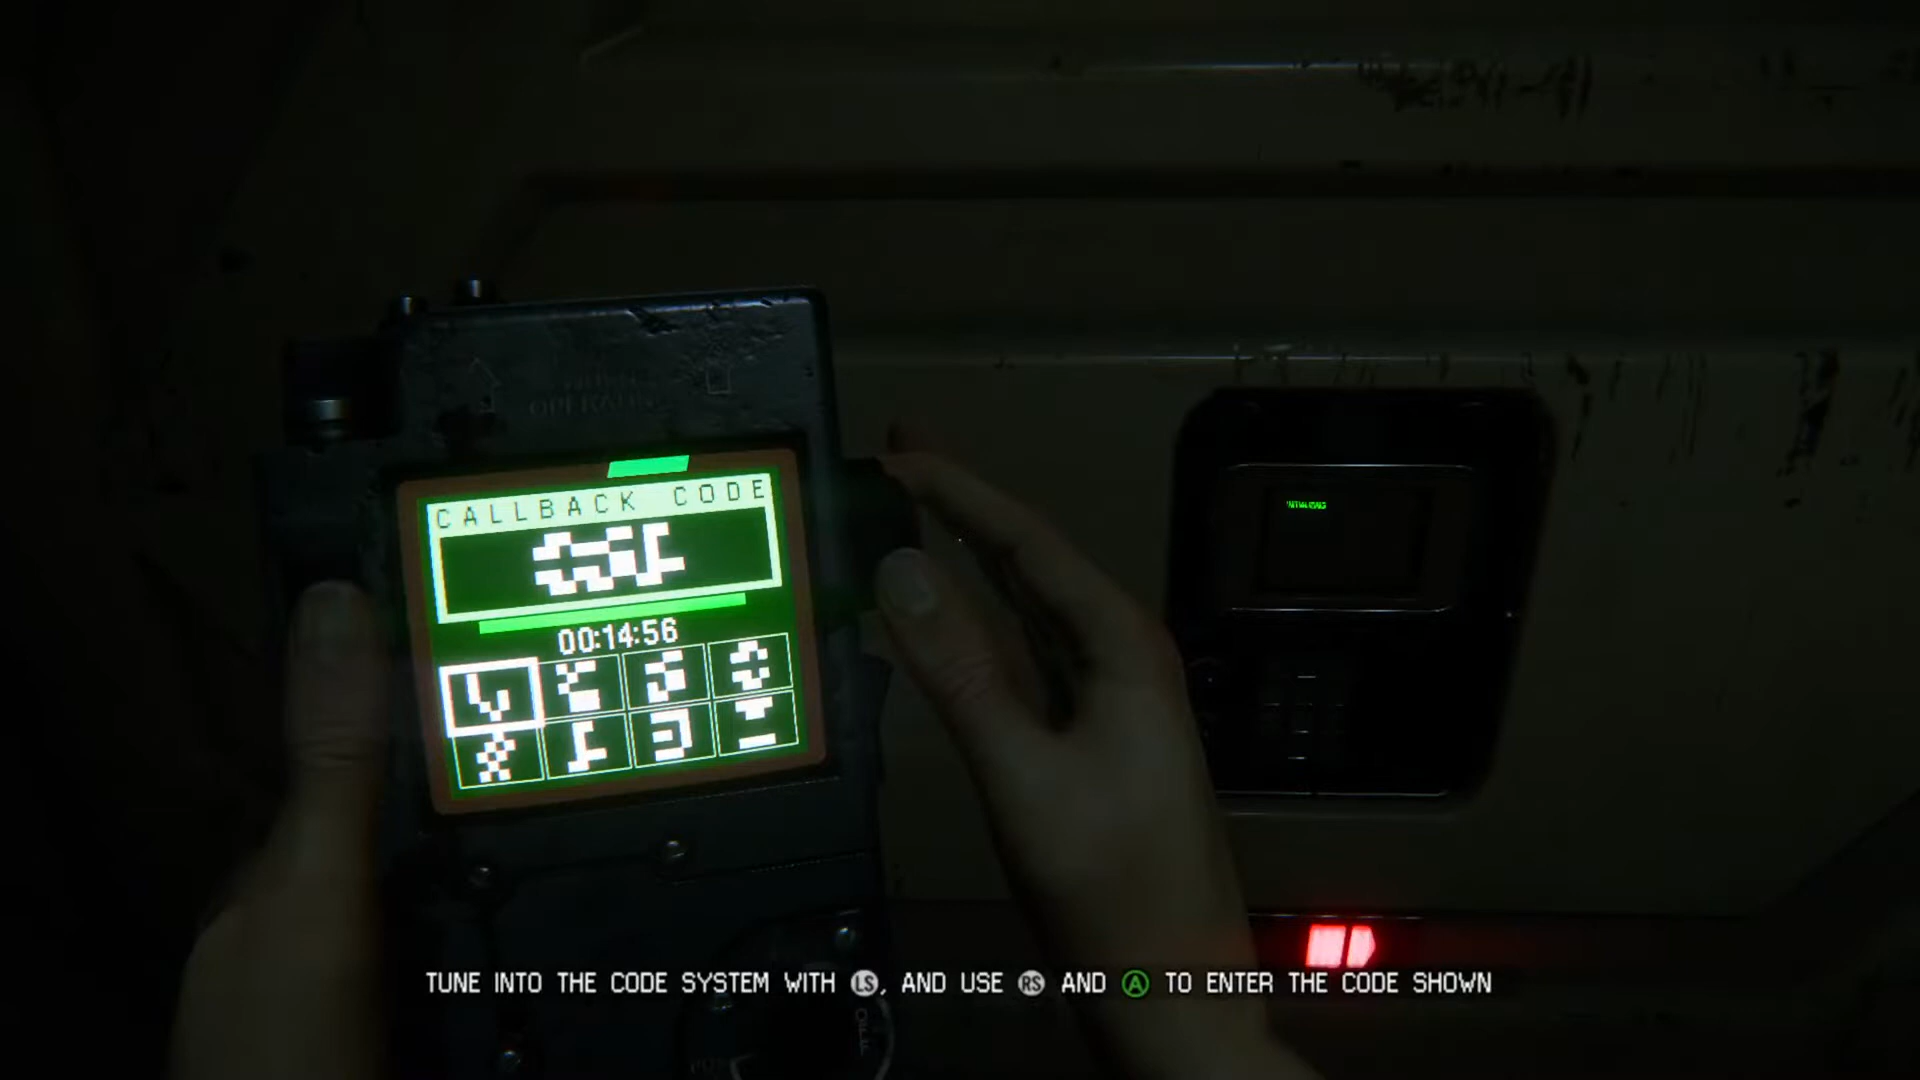 OPERATING
CALLBACK CODE
00:14:56
TUNE INTO THE CODE SYSTEM WITH LS, AND USE RS AND A TO ENTER THE CODE SHOWN